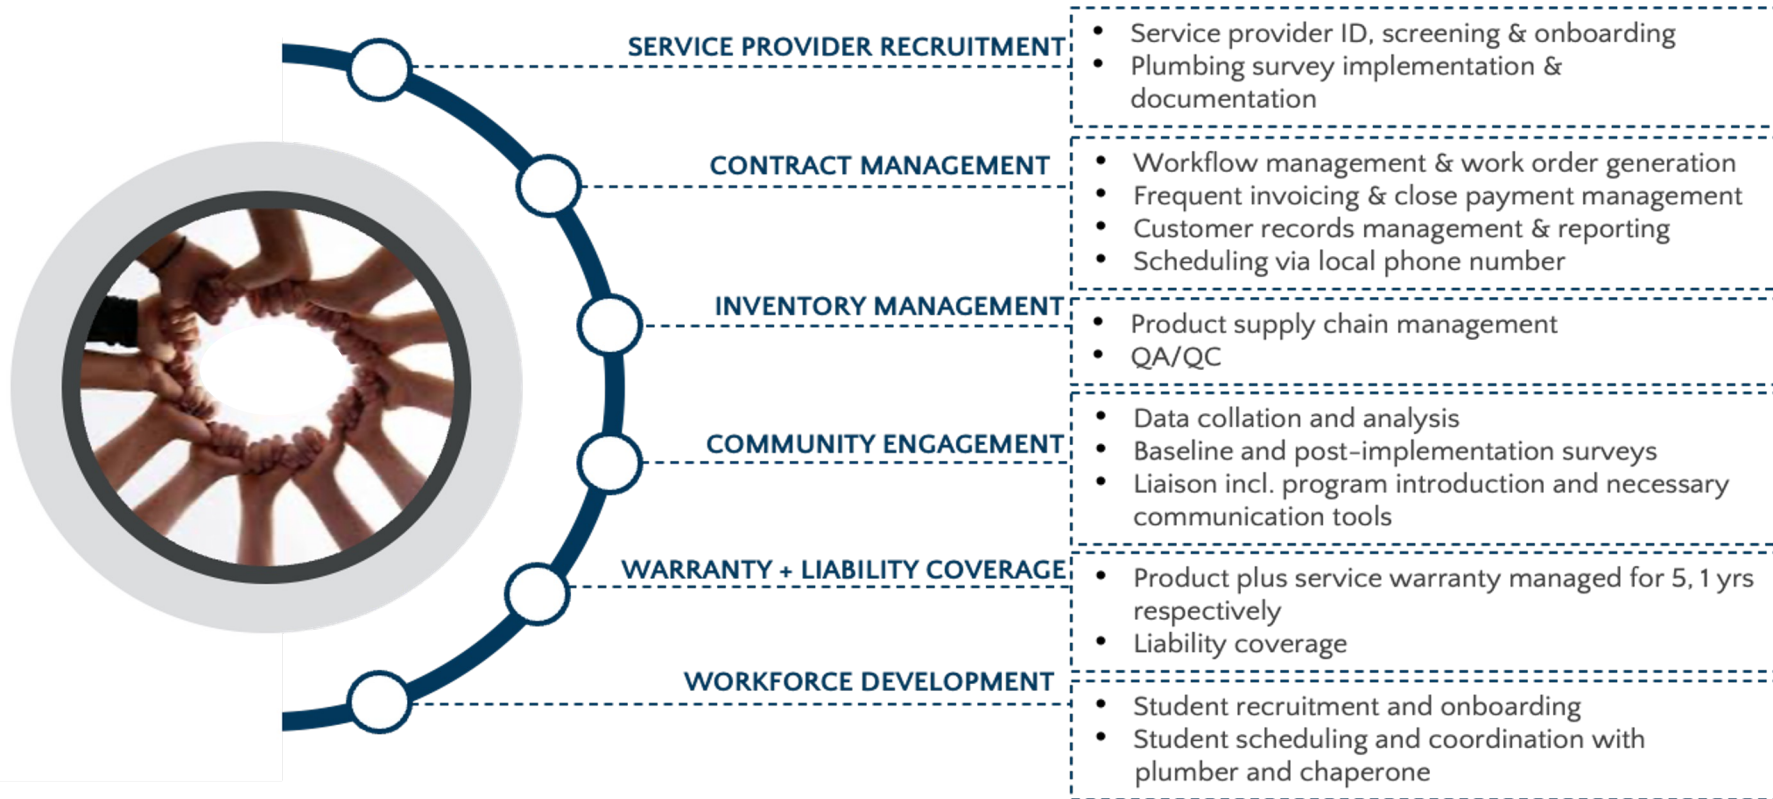 SERVICE PROVIDER RECRUITMENT
• Service provider ID, screening & onboarding
• Plumbing survey implementation &
documentation
CONTRACT MANAGEMENT
• Workflow management & work order generation
• Frequent invoicing & close payment management
• Customer records management & reporting
• Scheduling via local phone number
INVENTORY MANAGEMENT
• Product supply chain management
• QA/QC
COMMUNITY ENGAGEMENT
• Data collation and analysis
• Baseline and post-implementation surveys
• Liaison incl. program introduction and necessary
communication tools
WARRANTY + LIABILITY COVERAGE
• Product plus service warranty managed for 5, 1 yrs
respectively
• Liability coverage
WORKFORCE DEVELOPMENT
• Student recruitment and onboarding
• Student scheduling and coordination with
plumber and chaperone